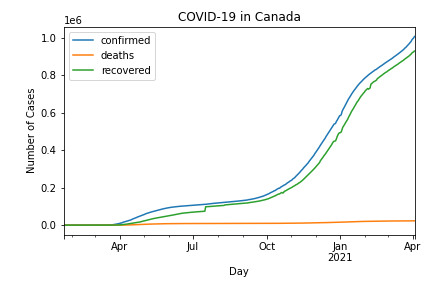 COVID-19 in Canada
1e6
confirmed
deaths
recovered
1.0
0.8
0.6
0.4
0.2
0.0
Number of Cases
Apr
Jul
Oct
Jan
2021
Apr
Day